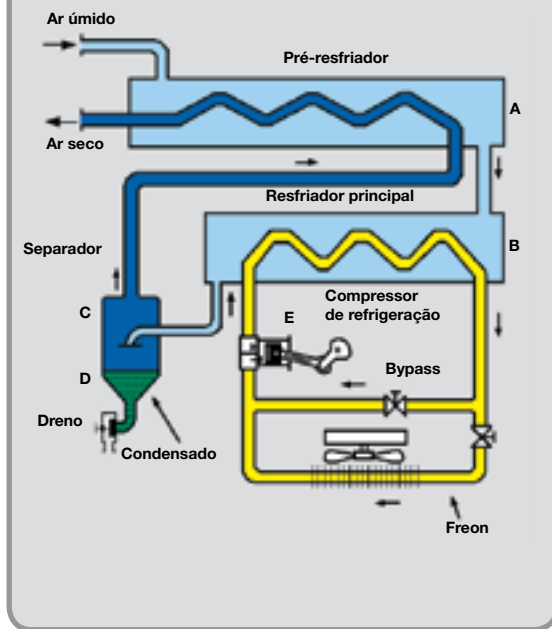 Ar úmido
Pré-resfriador
A
Ar seco
Resfriador principal
B
Separador
C
Compressor
de refrigeração
E
D
Bypass
Dreno
Condensado
Freon